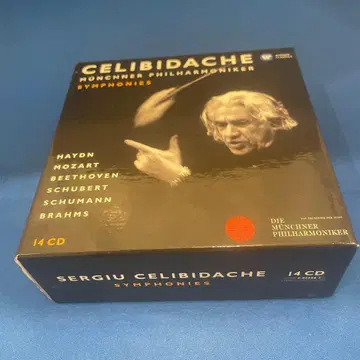 CELIBIDACHE
MÜNCHNER PHILHARMONIKER
SYMPHONIES
HAYDN
MOZART
BEETHOVEN
SCHUBERT
SCHUMANN
BRAHMS
14 CD
DIE
MÜNCHNER
PHILHARMONIKER
SERGIU CELIBIDACHE
SYMPHONIES
14 CD